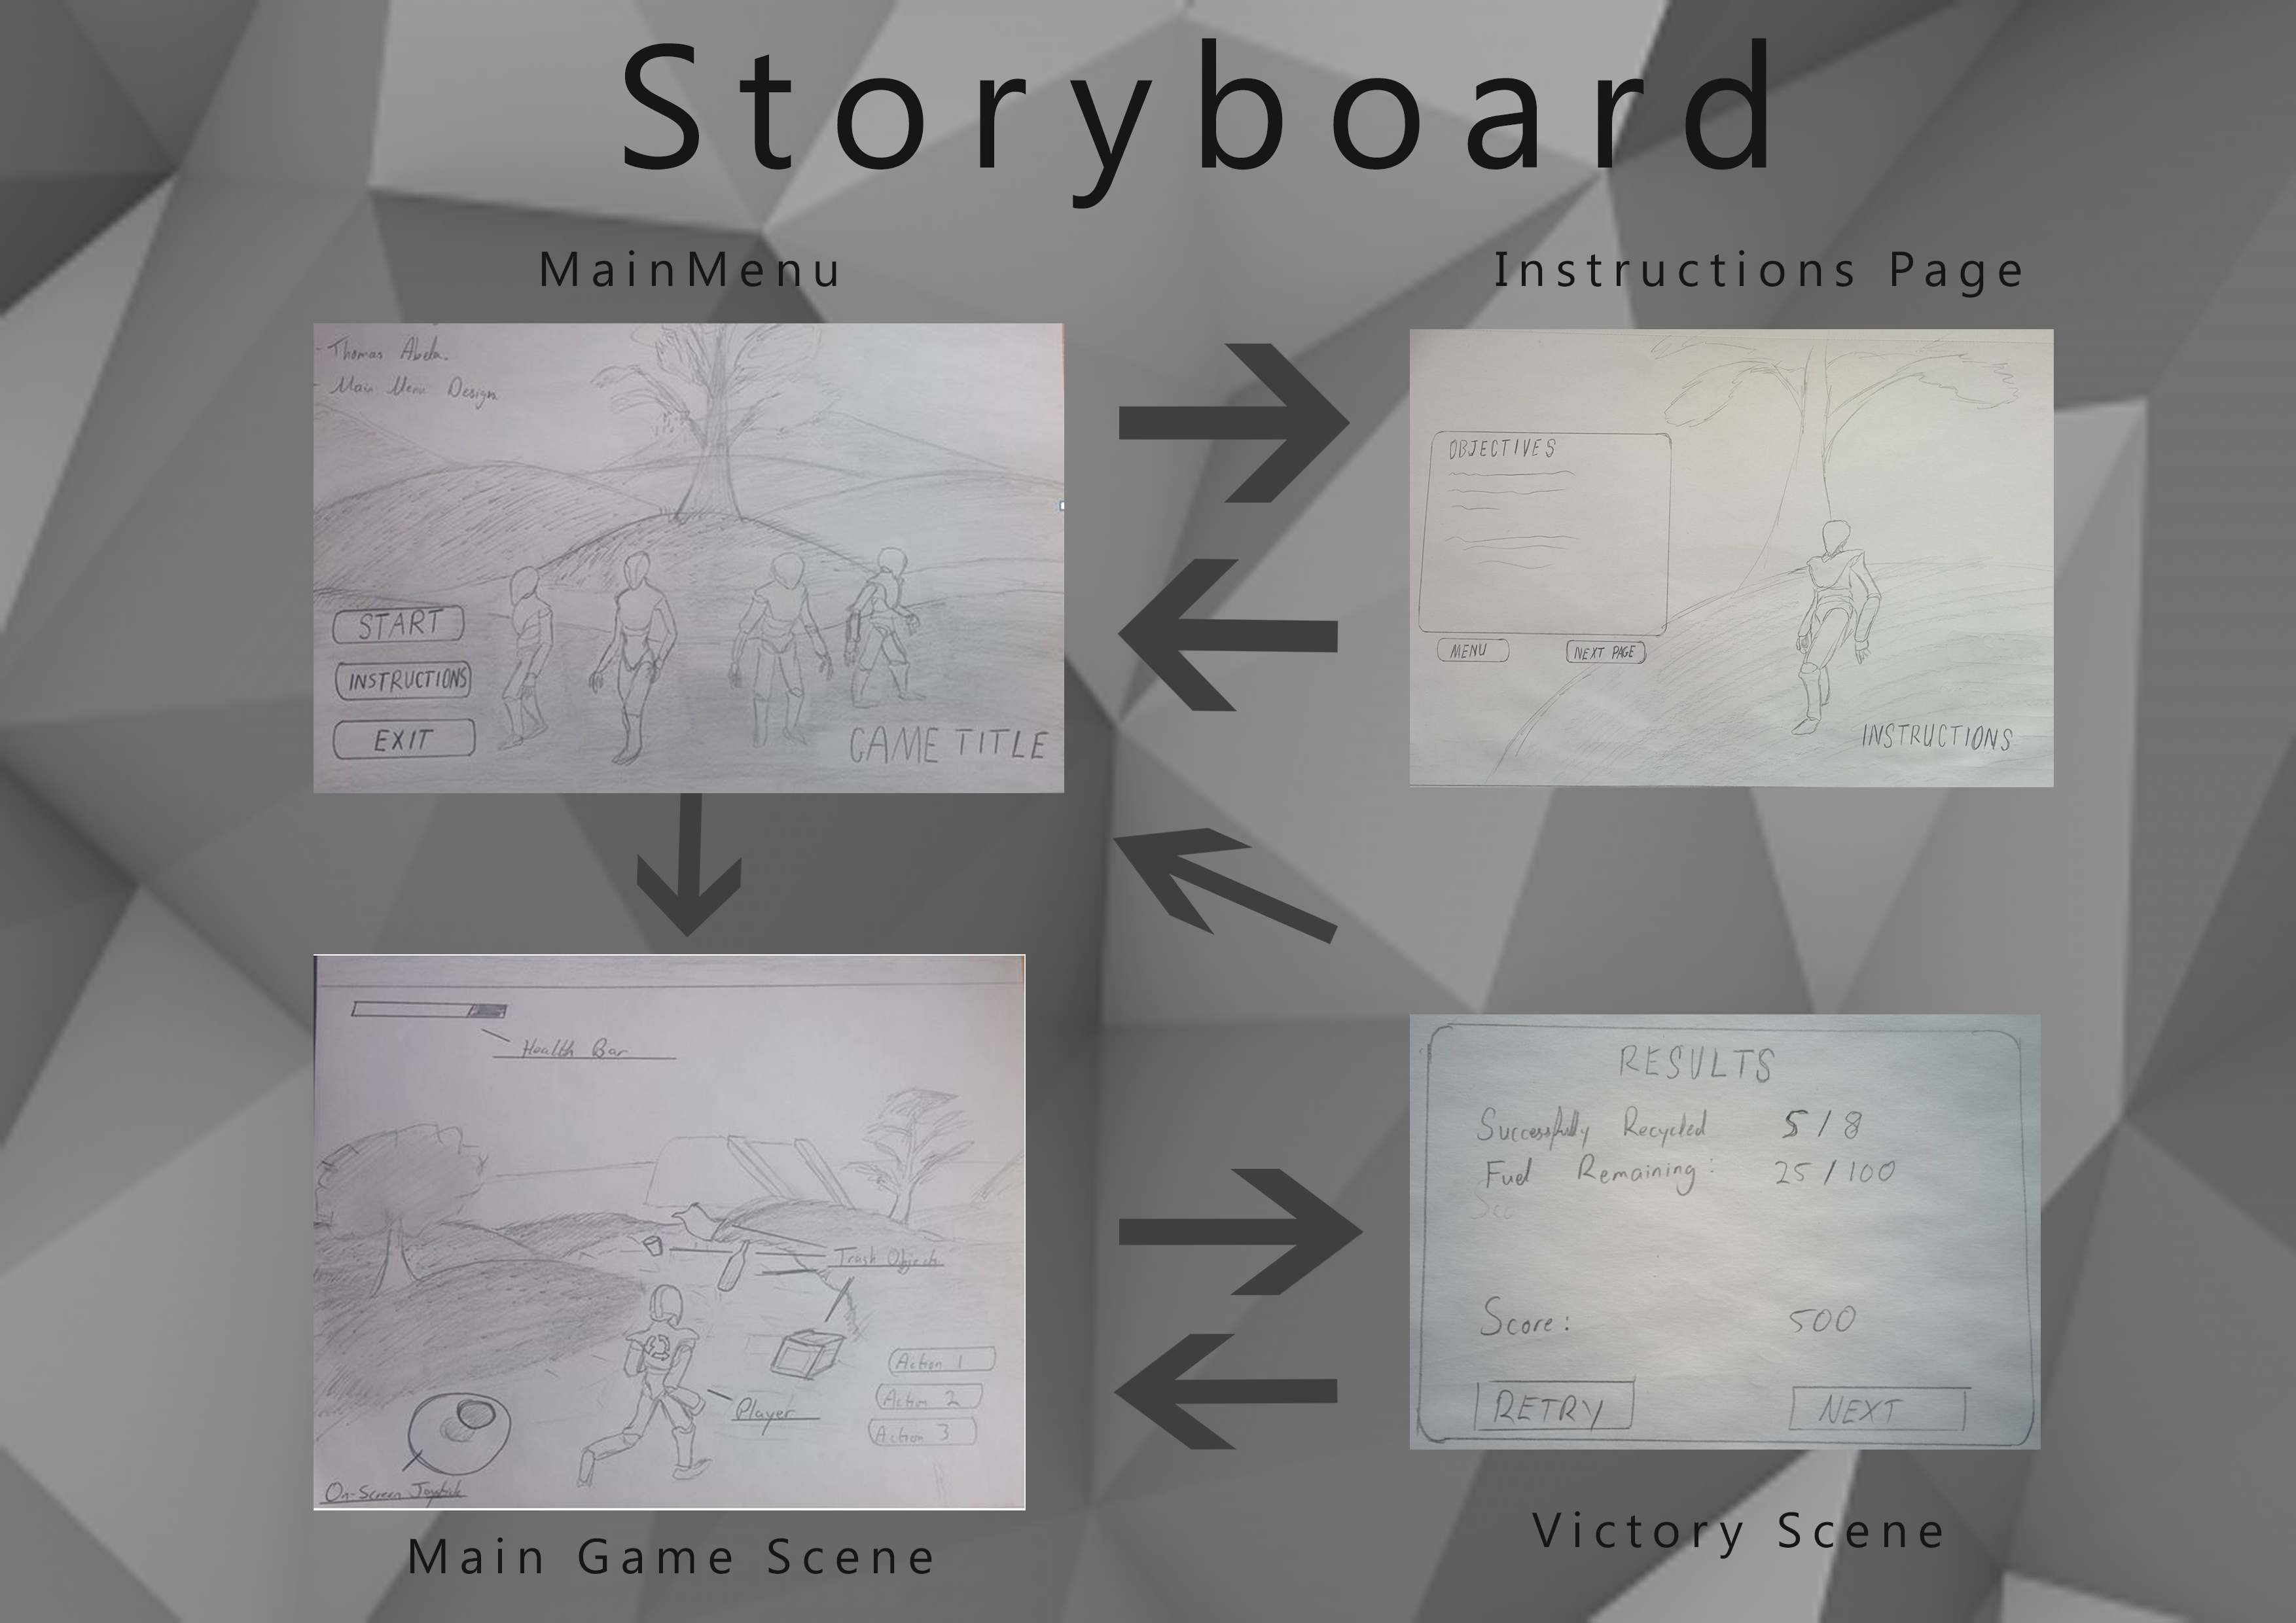 Storyboard
MainMenu
Instructions Page
- Thomas Abela.
- Main Menu Design
START
INSTRUCTIONS
EXIT
GAME TITLE
OBJECTIVES
MENU
NEXT PAGE
INSTRUCTIONS
Health Bar
Trash Objects
Player
Action 1
Action 2
Action 3
On-Screen Joystick
Main Game Scene
RESULTS
Successfully Recycled 5/8
Fuel Remaining: 25/100
Sco
Score: 500
RETRY
NEXT
Victory Scene